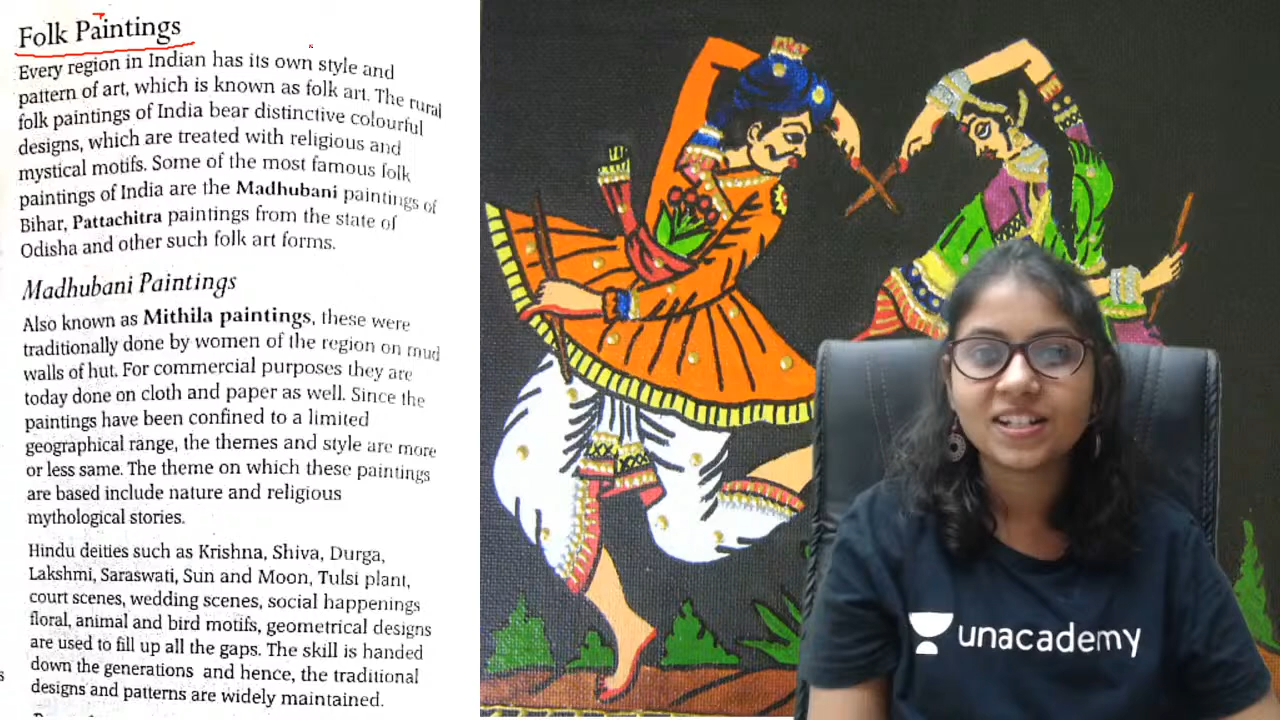 Folk Paintings
Every region in Indian has its own style and
pattern of art, which is known as folk art. The rural
folk paintings of India bear distinctive colourful
designs, which are treated with religious and
mystical motifs. Some of the most famous folk
paintings of India are the Madhubani paintings of
Bihar, Pattachitra paintings from the state of
Odisha and other such folk art forms.
Madhubani Paintings
Also known as Mithila paintings, these were
traditionally done by women of the region on mud
walls of hut. For commercial purposes they are
today done on cloth and paper as well. Since the
paintings have been confined to a limited
geographical range, the themes and style are more
or less same. The theme on which these paintings
are based include nature and religious
mythological stories.
Hindu deities such as Krishna, Shiva, Durga,
Lakshmi, Saraswati, Sun and Moon, Tulsi plant,
court scenes, wedding scenes, social happenings
floral, animal and bird motifs, geometrical designs
are used to fill up all the gaps. The skill is handed
down the generations and hence, the traditional
designs and patterns are widely maintained.
unacademy